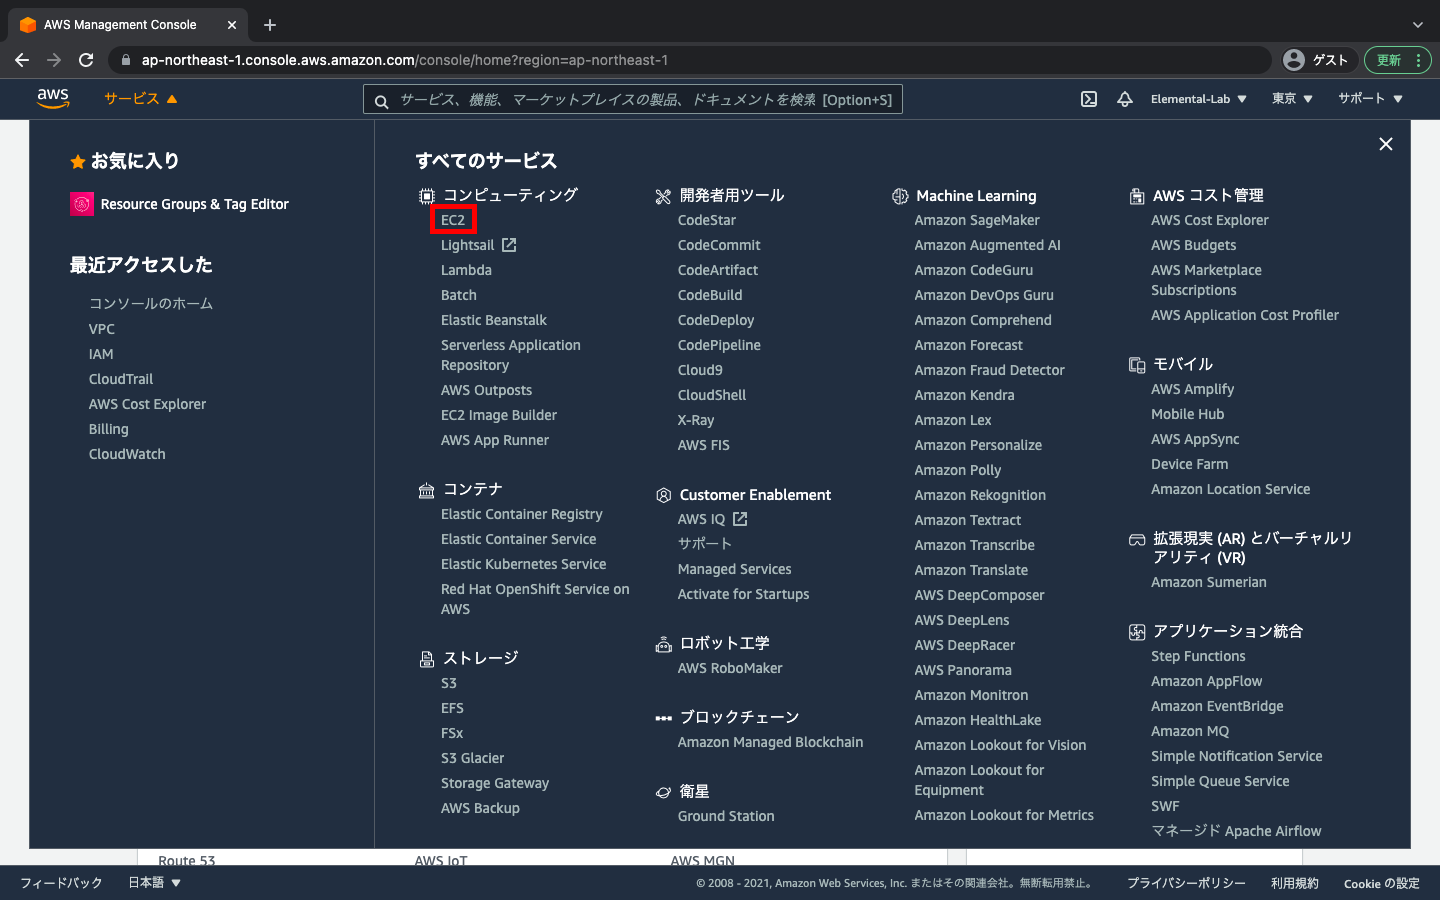 AWS Management Console
ap-northeast-1.console.aws.amazon.com/console/home?region=ap-northeast-1
ゲスト
更新
aws
サービス
サービス、機能、マーケットプレイスの製品、ドキュメントを検索 [Option+S]
Elemental-Lab
東京
サポート
お気に入り
Resource Groups & Tag Editor
最近アクセスした
コンソールのホーム
VPC
IAM
CloudTrail
AWS Cost Explorer
Billing
CloudWatch
すべてのサービス
コンピューティング
EC2
Lightsail
Lambda
Batch
Elastic Beanstalk
Serverless Application
Repository
AWS Outposts
EC2 Image Builder
AWS App Runner
コンテナ
Elastic Container Registry
Elastic Container Service
Elastic Kubernetes Service
Red Hat OpenShift Service on
AWS
ストレージ
S3
EFS
FSx
S3 Glacier
Storage Gateway
AWS Backup
開発者用ツール
CodeStar
CodeCommit
CodeArtifact
CodeBuild
CodeDeploy
CodePipeline
Cloud9
CloudShell
X-Ray
AWS FIS
Customer Enablement
AWS IQ
サポート
Managed Services
Activate for Startups
ロボット工学
AWS RoboMaker
ブロックチェーン
Amazon Managed Blockchain
衛星
Ground Station
Machine Learning
Amazon SageMaker
Amazon Augmented AI
Amazon CodeGuru
Amazon DevOps Guru
Amazon Comprehend
Amazon Forecast
Amazon Fraud Detector
Amazon Kendra
Amazon Lex
Amazon Personalize
Amazon Polly
Amazon Rekognition
Amazon Textract
Amazon Transcribe
Amazon Translate
AWS DeepComposer
AWS DeepLens
AWS DeepRacer
AWS Panorama
Amazon Monitron
Amazon HealthLake
Amazon Lookout for Vision
Amazon Lookout for
Equipment
Amazon Lookout for Metrics
AWS コスト管理
AWS Cost Explorer
AWS Budgets
AWS Marketplace
Subscriptions
AWS Application Cost Profiler
モバイル
AWS Amplify
Mobile Hub
AWS AppSync
Device Farm
Amazon Location Service
拡張現実 (AR) とバーチャルリ
アリティ (VR)
Amazon Sumerian
アプリケーション統合
Step Functions
Amazon AppFlow
Amazon EventBridge
Amazon MQ
Simple Notification Service
Simple Queue Service
SWF
マネージド Apache Airflow
Route 53
AWS IoT
AWS MGN
フィードバック
日本語
© 2008 - 2021, Amazon Web Services, Inc. またはその関連会社。無断転用禁止。
プライバシーポリシー
利用規約
Cookie の設定